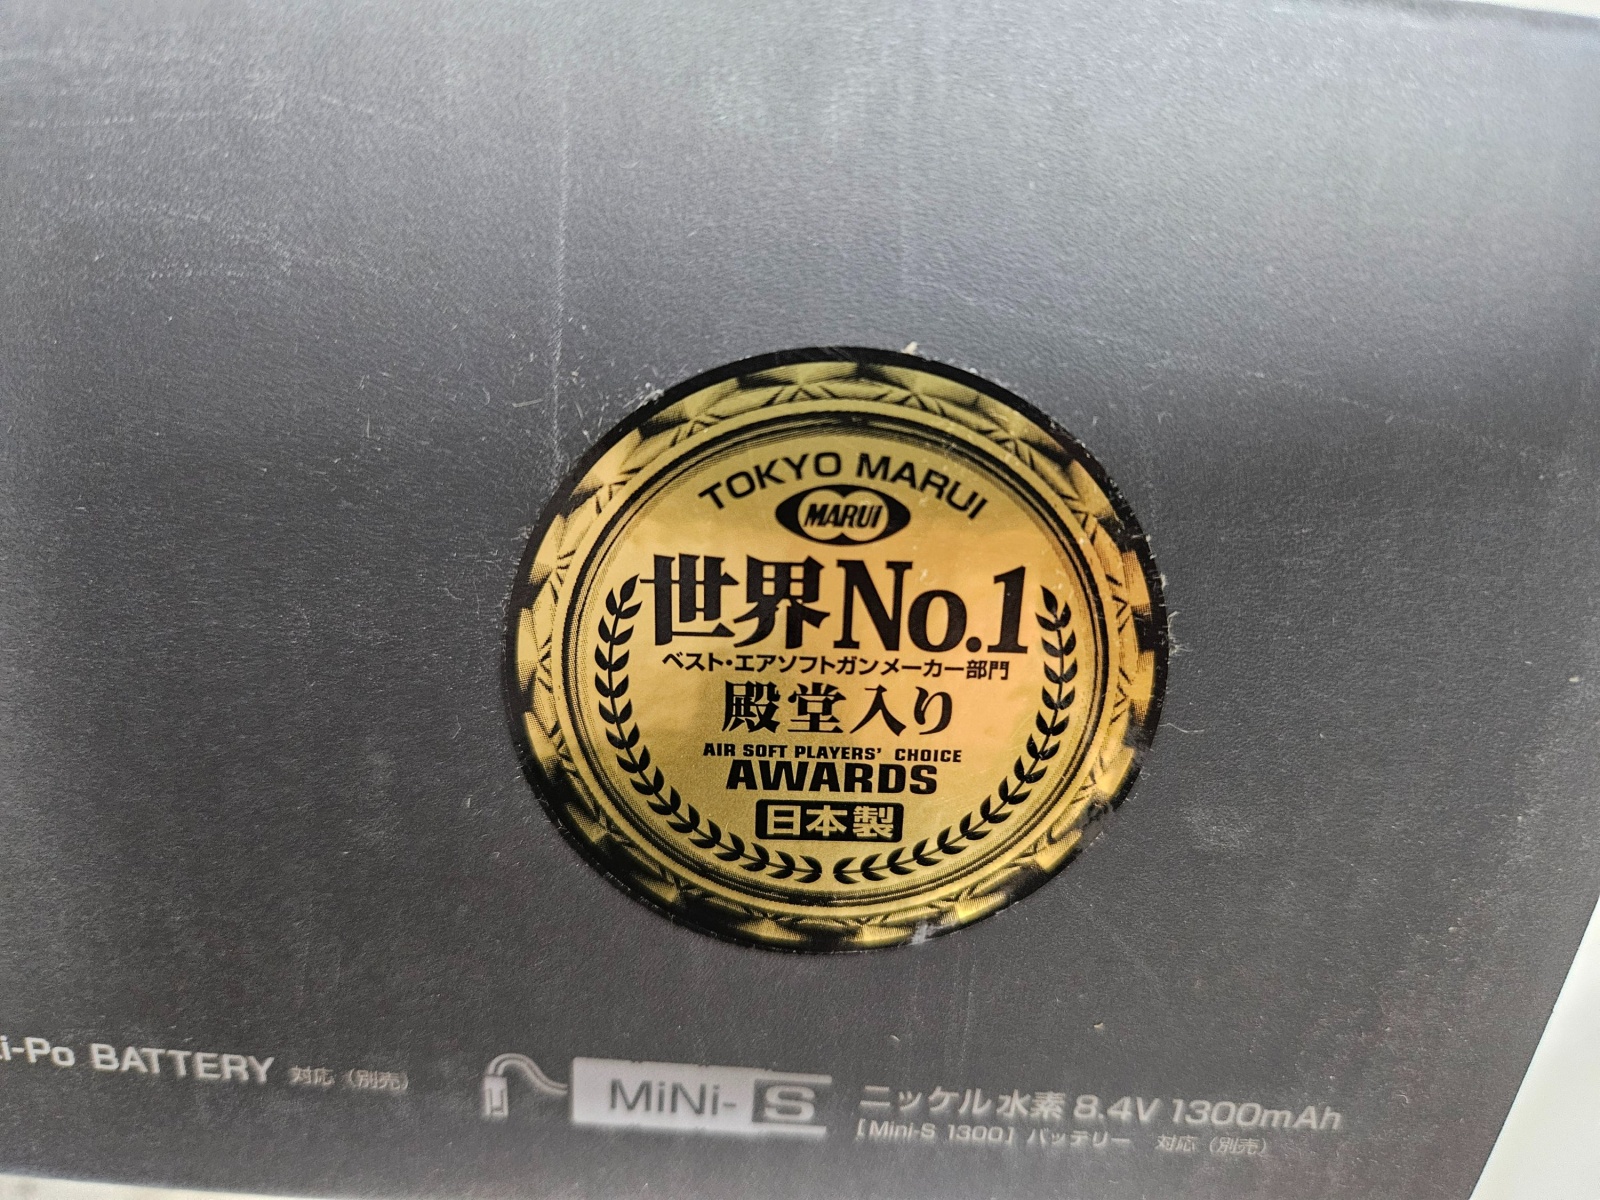 TOKYO MARUI
MARUI
世界No.1
ベスト・エアソフトガンメーカー部門
殿堂入り
AIR SOFT PLAYERS' CHOICE
AWARDS
日本製
i-Po BATTERY 対応（別売）
MiNi-S
ニッケル水素 8.4V 1300mAh
[Mini-S 1300] バッテリー 対応（別売）